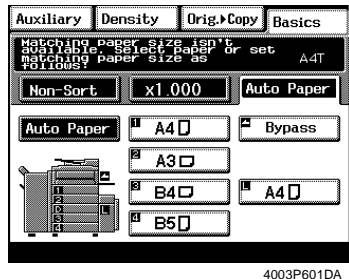 Auxiliary Density Orig.▸Copy Basics
Matching paper size isn't
available. Select paper or set
matching paper size as
follows: A4T
Non-Sort x1.000 Auto Paper
Auto Paper 1 A4 Bypass
2 A3
3 B4 L A4
4 B5
1
2
3
4
L
4003P601DA